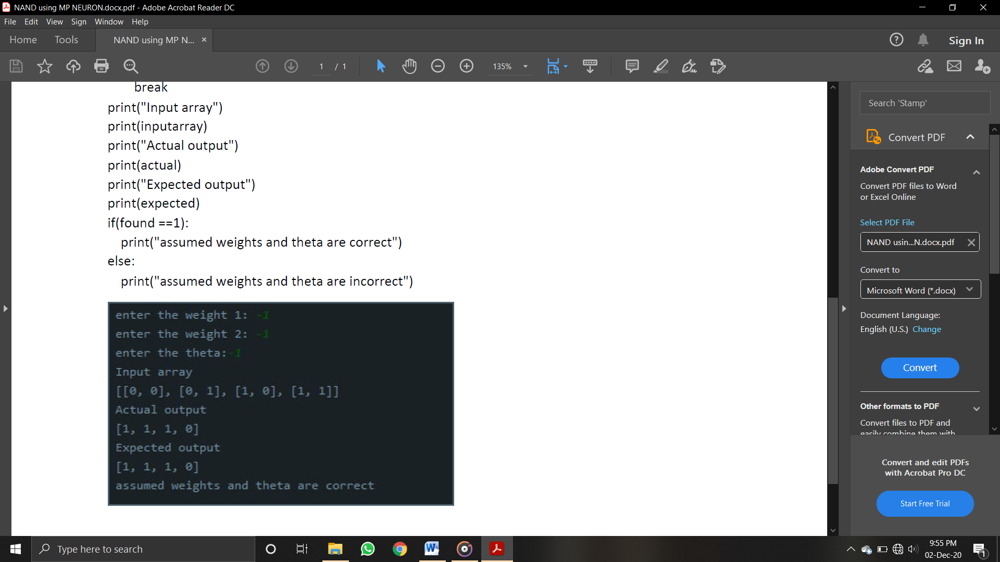 NAND using MP NEURON.docx.pdf - Adobe Acrobat Reader DC
File Edit View Sign Window Help
Home Tools NAND using MP N... × Sign In
1 / 1 135%
break
print("Input array")
print(inputarray)
print("Actual output")
print(actual)
print("Expected output")
print(expected)
if(found ==1):
print("assumed weights and theta are correct")
else:
print("assumed weights and theta are incorrect")
enter the weight 1: -1
enter the weight 2: -1
enter the theta:-1
Input array
[[0, 0], [0, 1], [1, 0], [1, 1]]
Actual output
[1, 1, 1, 0]
Expected output
[1, 1, 1, 0]
assumed weights and theta are correct
Search 'Stamp'
Convert PDF
Adobe Convert PDF
Convert PDF files to Word
or Excel Online
Select PDF File
NAND usin...N.docx.pdf
Convert to
Microsoft Word (*.docx)
Document Language:
English (U.S.) Change
Convert
Other formats to PDF
Convert files to PDF and
easily combine them with
Convert and edit PDFs
with Acrobat Pro DC
Start Free Trial
Type here to search
9:55 PM
02-Dec-20
1